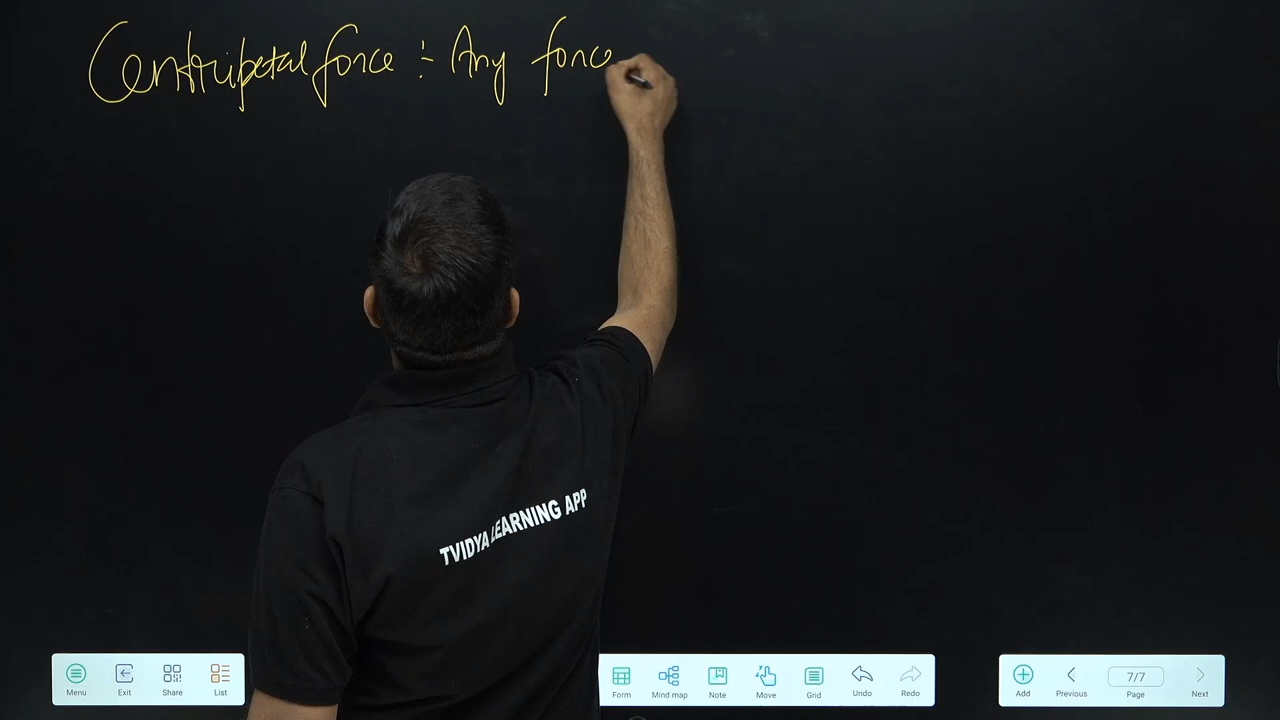 Centripetal force :- Any force
TVIDYA LEARNING APP
Menu Exit Share List Form Mind map Note Move Grid Undo Redo Add Previous 7/7 Page Next